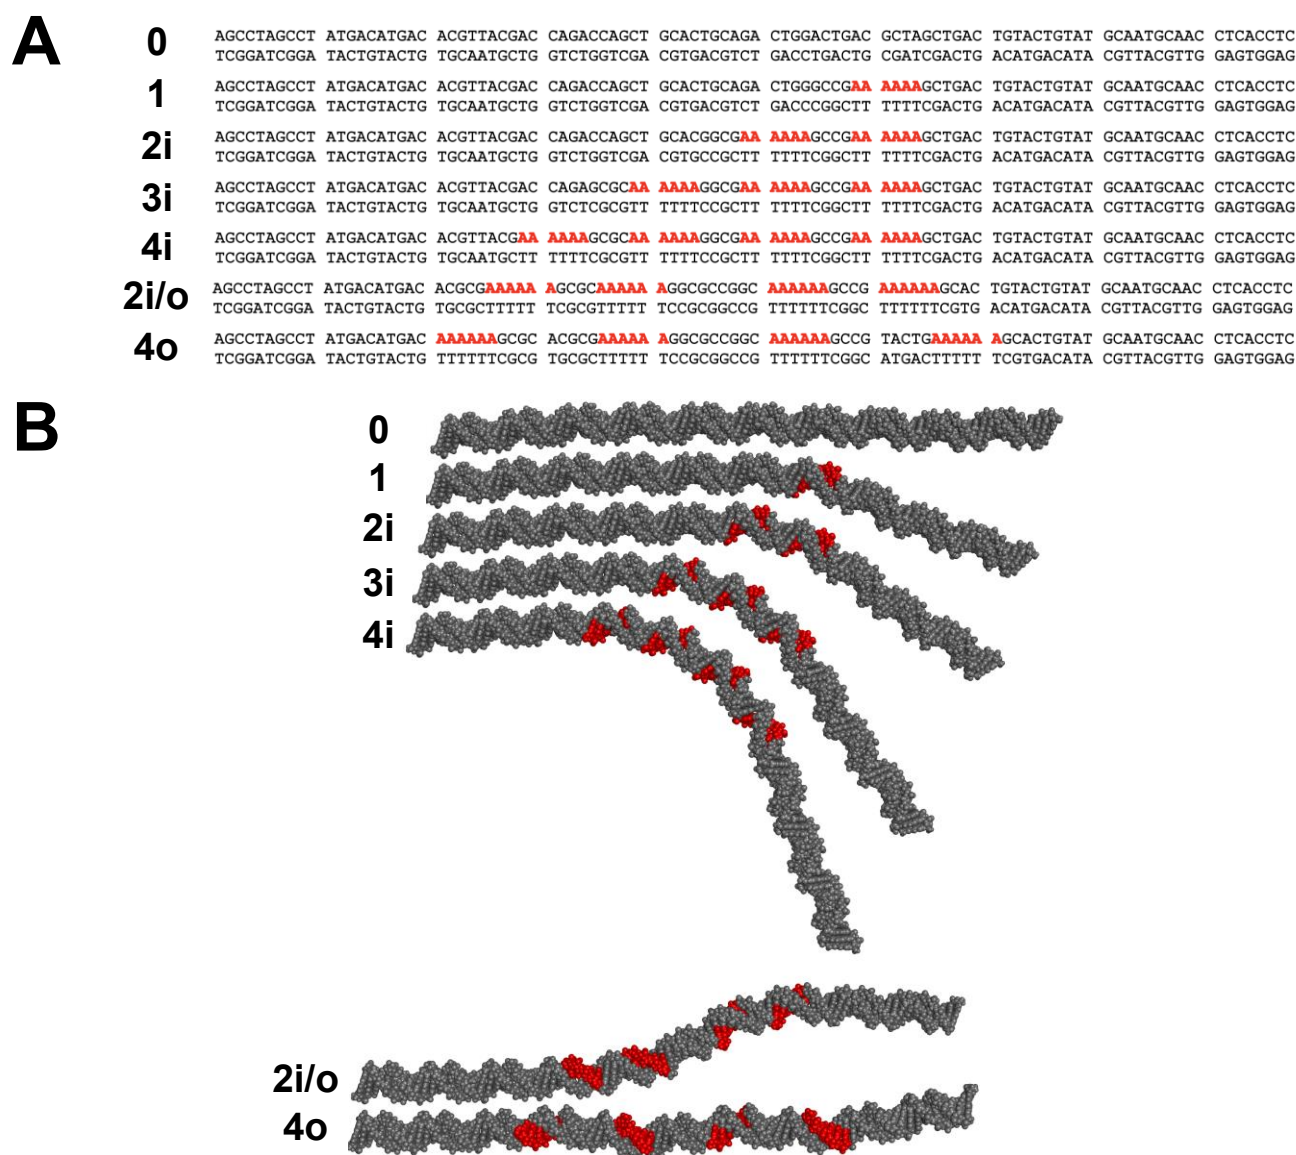 A
0 AGCCTAGCCT ATGACATGAC ACGTTACGAC CAGACCAGCT GCACTGCAGA CTGGACTGAC GCTAGCTGAC TGTACTGTAT GCAATGCAAC CTCACCTC
TCGGATCGGA TACTGTACTG TGCAATGCTG GTCTGGTCGA CGTGACGTCT GACCTGACTG CGATCGACTG ACATGACATA CGTTACGTTG GAGTGGAG
1 AGCCTAGCCT ATGACATGAC ACGTTACGAC CAGACCAGCT GCACTGCAGA CTGGGCCGAA AAAAGCTGAC TGTACTGTAT GCAATGCAAC CTCACCTC
TCGGATCGGA TACTGTACTG TGCAATGCTG GTCTGGTCGA CGTGACGTCT GACCCGGCTT TTTTCGACTG ACATGACATA CGTTACGTTG GAGTGGAG
2i AGCCTAGCCT ATGACATGAC ACGTTACGAC CAGACCAGCT GCACGGCGAA AAAAGCCGAA AAAAGCTGAC TGTACTGTAT GCAATGCAAC CTCACCTC
TCGGATCGGA TACTGTACTG TGCAATGCTG GTCTGGTCGA CGTGCCGCTT TTTTCGGCTT TTTTCGACTG ACATGACATA CGTTACGTTG GAGTGGAG
3i AGCCTAGCCT ATGACATGAC ACGTTACGAC CAGAGCGCAA AAAAGGCGAA AAAAGCCGAA AAAAGCTGAC TGTACTGTAT GCAATGCAAC CTCACCTC
TCGGATCGGA TACTGTACTG TGCAATGCTG GTCTCGCGTT TTTTCCGCTT TTTTCGGCTT TTTTCGACTG ACATGACATA CGTTACGTTG GAGTGGAG
4i AGCCTAGCCT ATGACATGAC ACGTTACGAA AAAAGCGCAA AAAAGGCGAA AAAAGCCGAA AAAAGCTGAC TGTACTGTAT GCAATGCAAC CTCACCTC
TCGGATCGGA TACTGTACTG TGCAATGCTT TTTTCGCGTT TTTTCCGCTT TTTTCGGCTT TTTTCGACTG ACATGACATA CGTTACGTTG GAGTGGAG
2i/o AGCCTAGCCT ATGACATGAC ACGCGAAAAA AGCGCAAAAA AGGCGCCGGC AAAAAAGCCG AAAAAAGCAC TGTACTGTAT GCAATGCAAC CTCACCTC
TCGGATCGGA TACTGTACTG TGCGCTTTTT TCGCGTTTTT TCCGCGGCCG TTTTTTCGGC TTTTTTCGTG ACATGACATA CGTTACGTTG GAGTGGAG
4o AGCCTAGCCT ATGACATGAC AAAAAAGCGC ACGCGAAAAA AGGCGCCGGC AAAAAAGCCG TACTGAAAAA AGCACTGTAT GCAATGCAAC CTCACCTC
TCGGATCGGA TACTGTACTG TTTTTTCGCG TGCGCTTTTT TCCGCGGCCG TTTTTTCGGC ATGACTTTTT TCGTGACATA CGTTACGTTG GAGTGGAG
B
0
1
2i
3i
4i
2i/o
4o